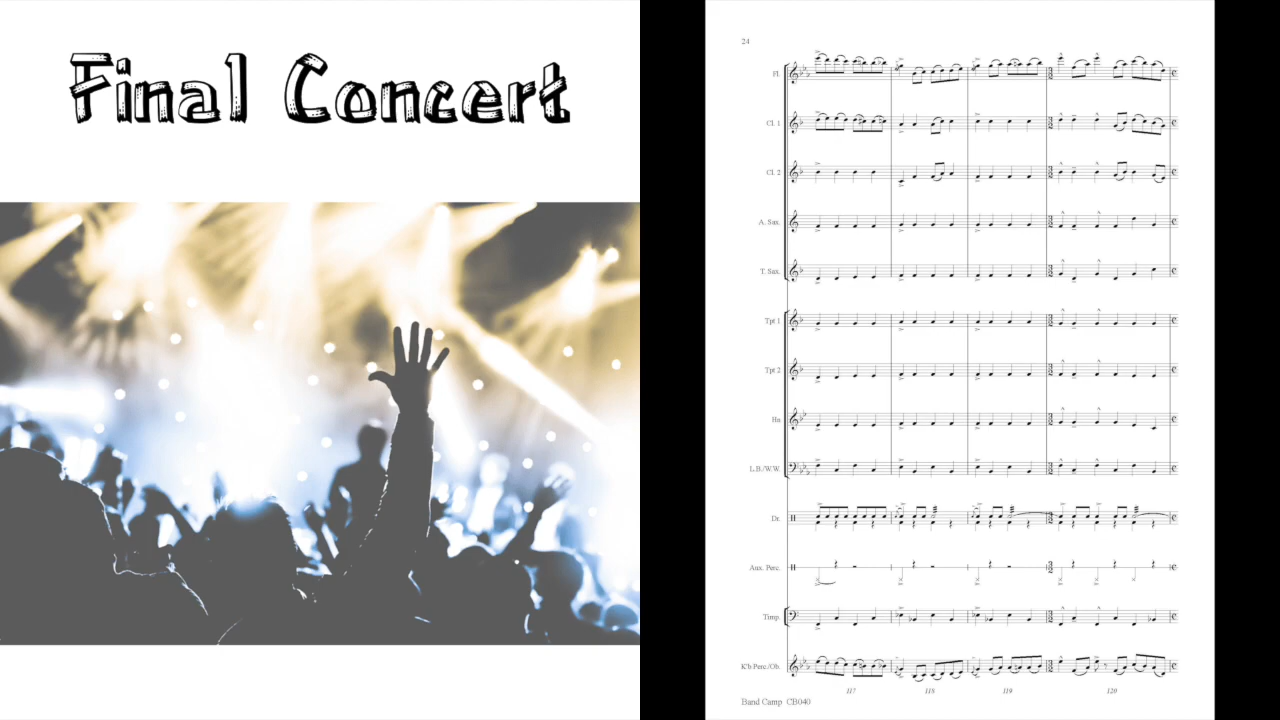 Final Concert
24
Fl.
Cl. 1
Cl. 2
A. Sax.
T. Sax.
Tpt 1
Tpt 2
Hn
L.B./W.W.
Dr.
Aux. Perc.
Timp.
K'b Perc./Ob.
117 118 119 120
Band Camp CB040